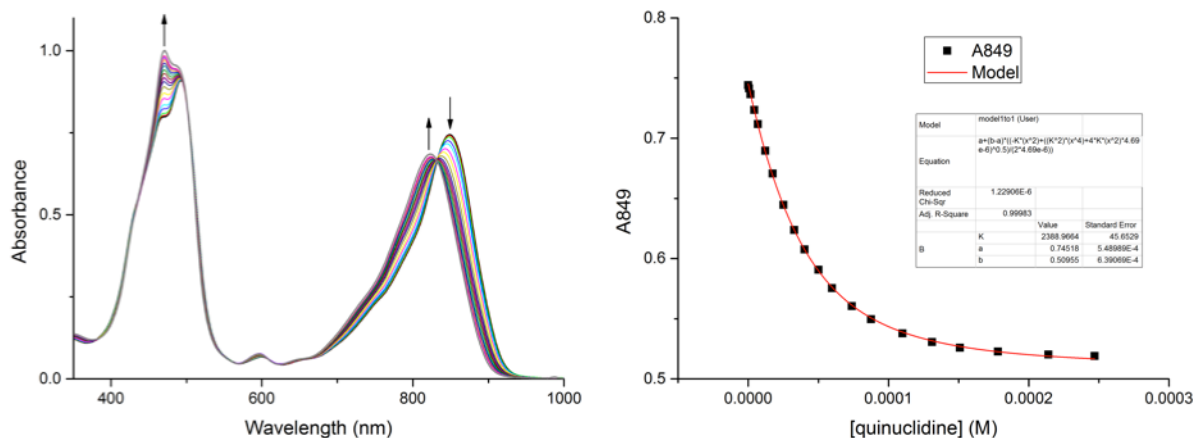 1.0
0.5
0.0
Absorbance
400
600
800
1000
Wavelength (nm)
0.8
0.7
0.6
0.5
A849
0.0000
0.0001
0.0002
0.0003
[quinuclidine] (M)
A849
Model
Model model1to1 (User)
Equation
a+(b-a)*((-K*(x^2)+((K^2)*(x^4)+4*K*(x^2)*4.69
e-6)^0.5)/(2*4.69e-6))
Reduced
Chi-Sqr
1.22906E-6
Adj. R-Square 0.99983
Value Standard Error
K 2388.9664 45.6529
B a 0.74518 5.48989E-4
b 0.50955 6.39069E-4